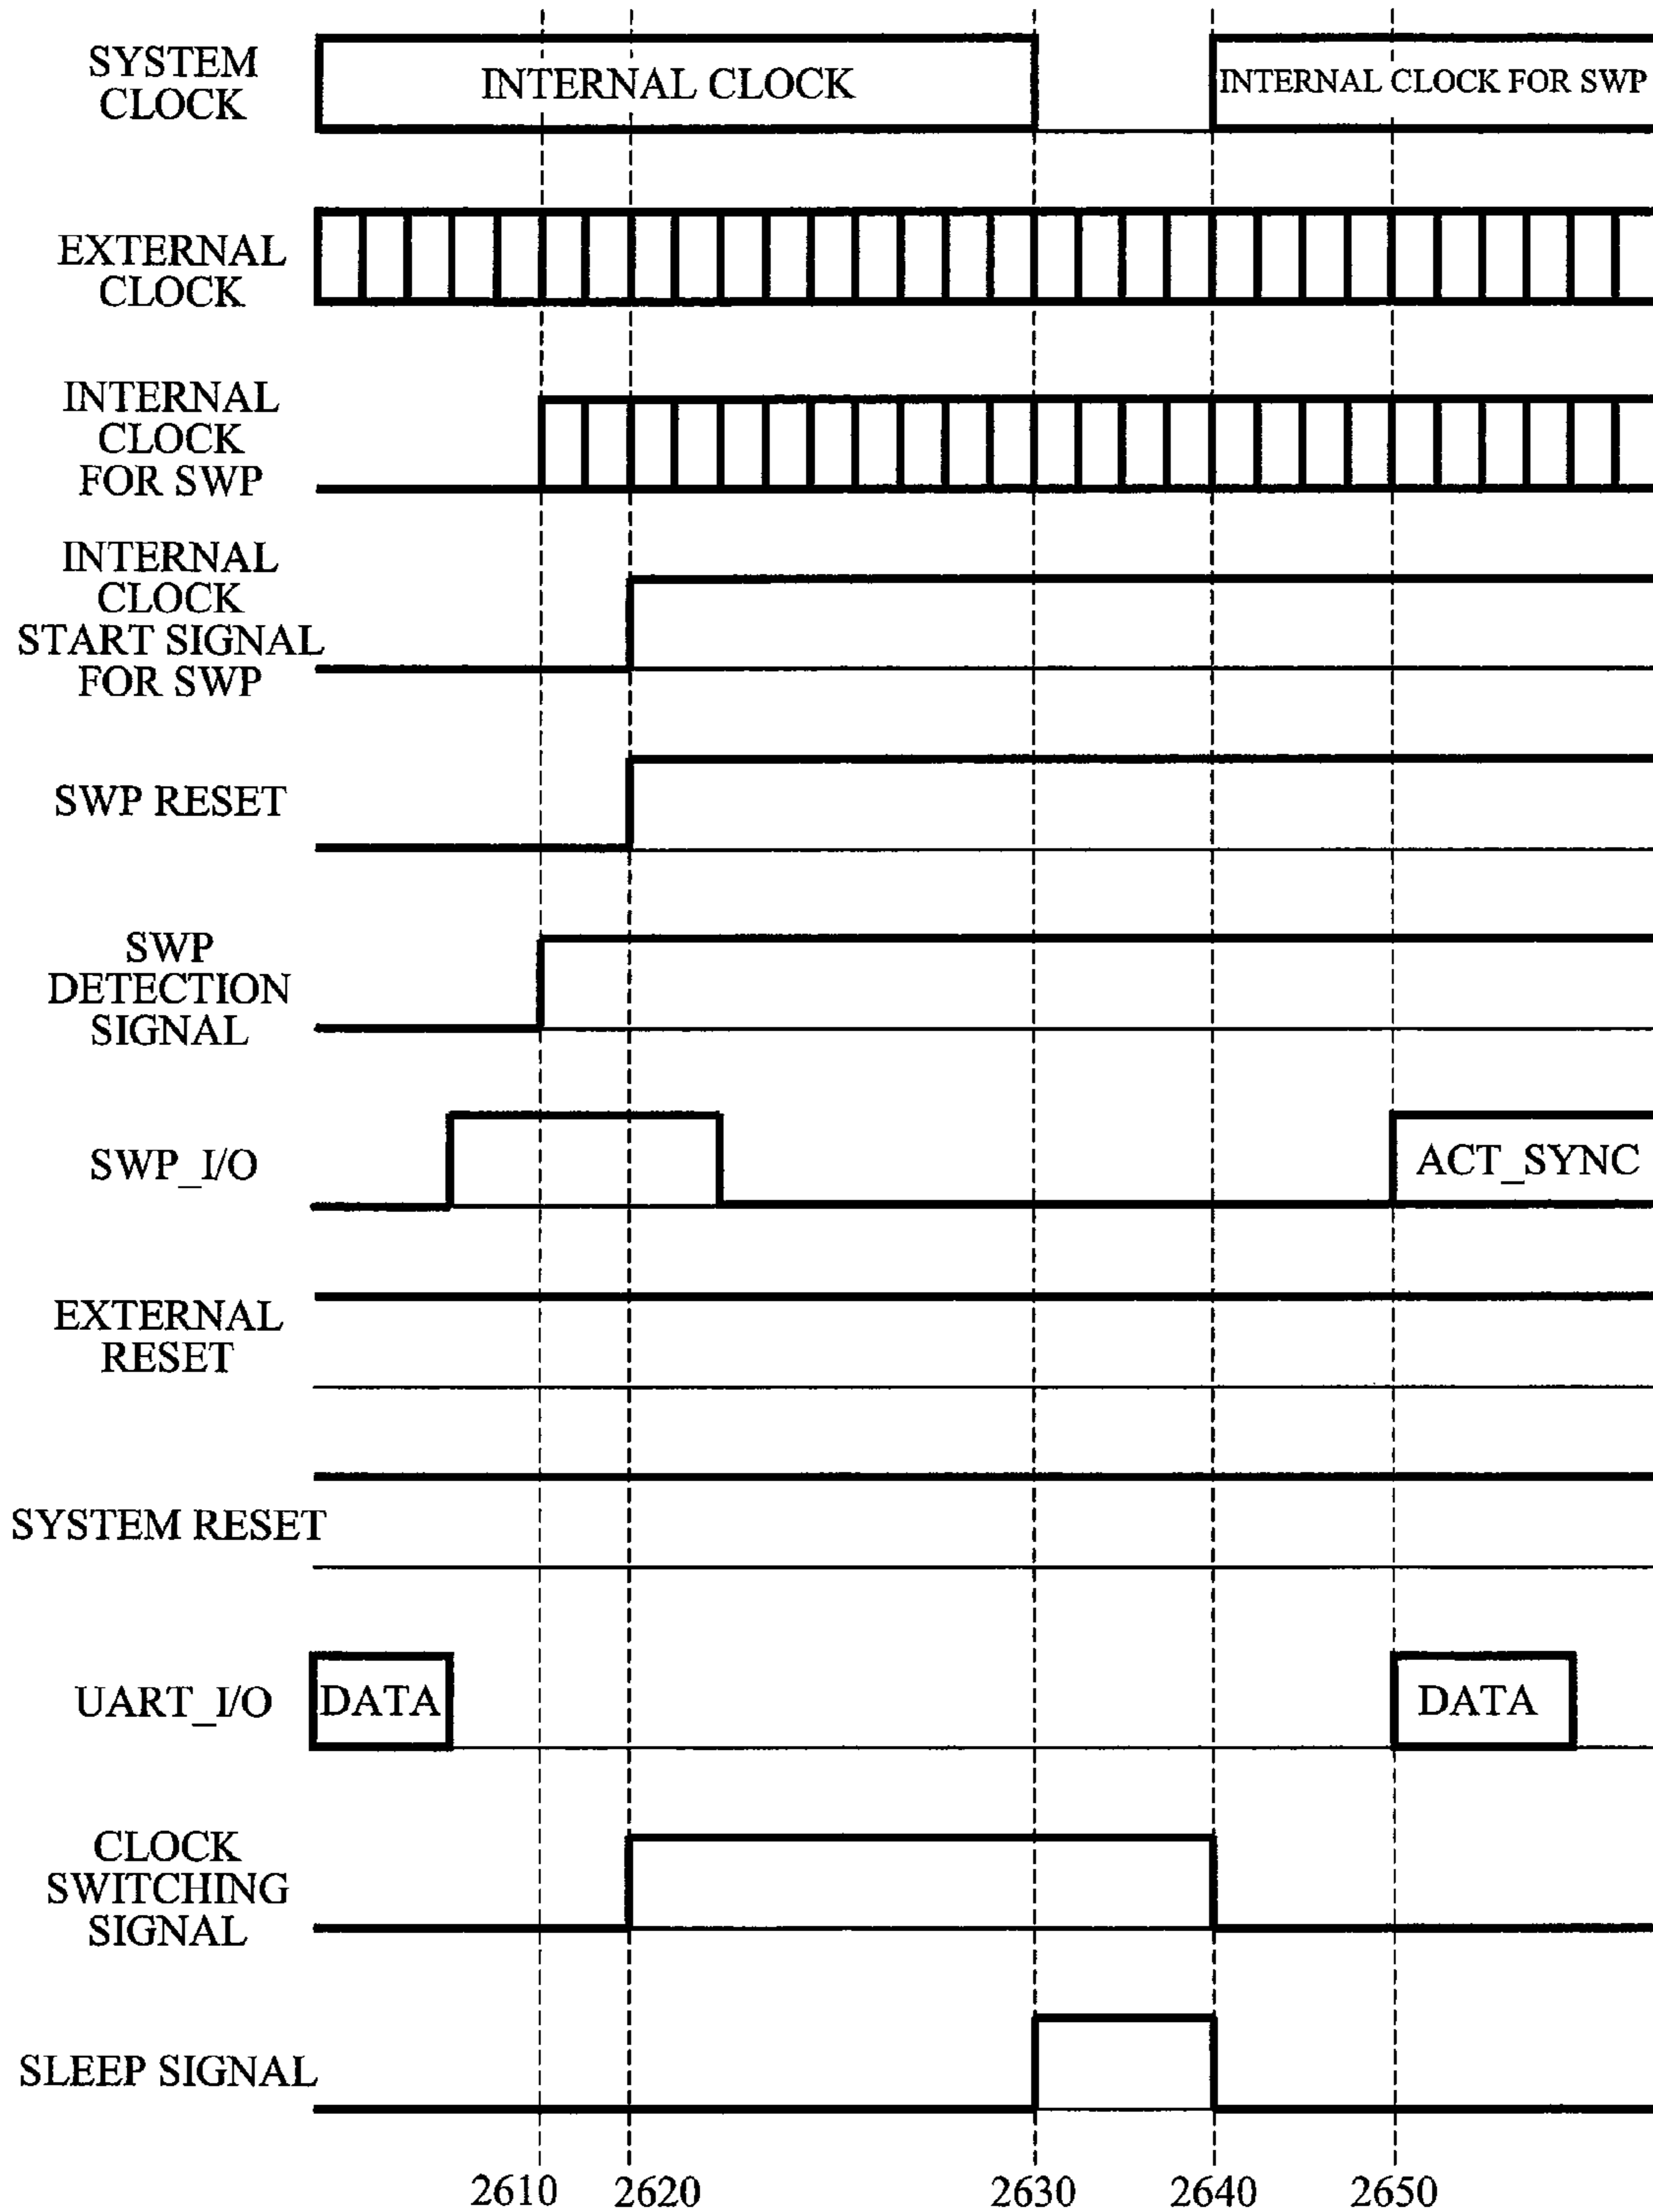 SYSTEM
CLOCK
INTERNAL CLOCK
INTERNAL CLOCK FOR SWP
EXTERNAL
CLOCK
INTERNAL
CLOCK
FOR SWP
INTERNAL
CLOCK
START SIGNAL
FOR SWP
SWP RESET
SWP
DETECTION
SIGNAL
SWP_I/O
ACT_SYNC
EXTERNAL
RESET
SYSTEM RESET
UART_I/O
DATA
DATA
CLOCK
SWITCHING
SIGNAL
SLEEP SIGNAL
2610 2620 2630 2640 2650